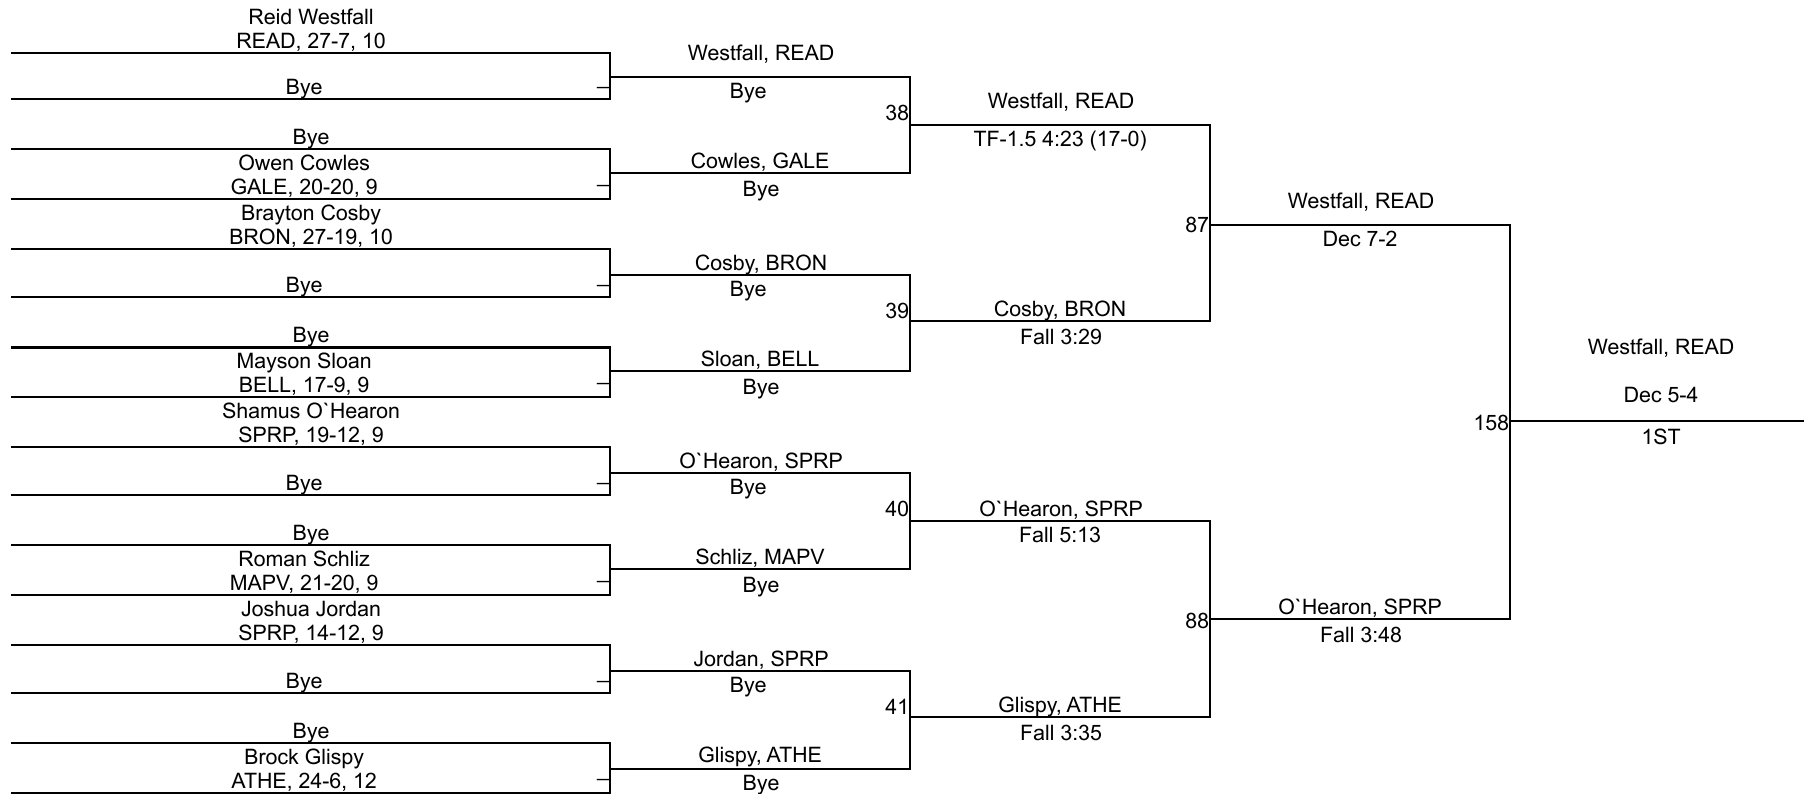 Reid Westfall
READ, 27-7, 10
Bye
Bye
Owen Cowles
GALE, 20-20, 9
Brayton Cosby
BRON, 27-19, 10
Bye
Bye
Mayson Sloan
BELL, 17-9, 9
Shamus O`Hearon
SPRP, 19-12, 9
Bye
Bye
Roman Schliz
MAPV, 21-20, 9
Joshua Jordan
SPRP, 14-12, 9
Bye
Bye
Brock Glispy
ATHE, 24-6, 12
Westfall, READ
Bye
38
Cowles, GALE
Bye
Cosby, BRON
Bye
39
Sloan, BELL
Bye
O`Hearon, SPRP
Bye
40
Schliz, MAPV
Bye
Jordan, SPRP
Bye
41
Glispy, ATHE
Bye
Westfall, READ
TF-1.5 4:23 (17-0)
87
Cosby, BRON
Fall 3:29
O`Hearon, SPRP
Fall 5:13
88
Glispy, ATHE
Fall 3:35
Westfall, READ
Dec 7-2
158
O`Hearon, SPRP
Fall 3:48
Westfall, READ
Dec 5-4
1ST